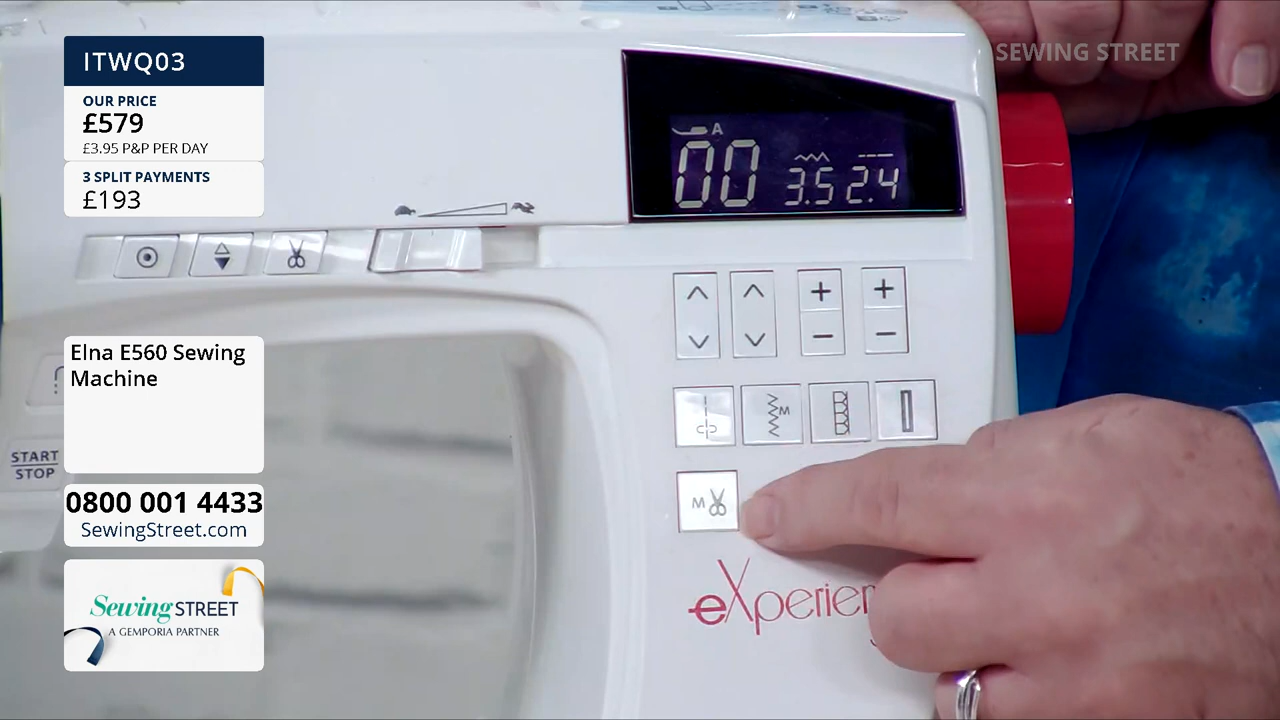 ITWQ03
OUR PRICE
£579
£3.95 P&P PER DAY
3 SPLIT PAYMENTS
£193
SEWING STREET
A
00 3.5 2.4
Elna E560 Sewing
Machine
START
STOP
M
M
0800 001 4433
SewingStreet.com
Sewing STREET
A GEMPORIA PARTNER